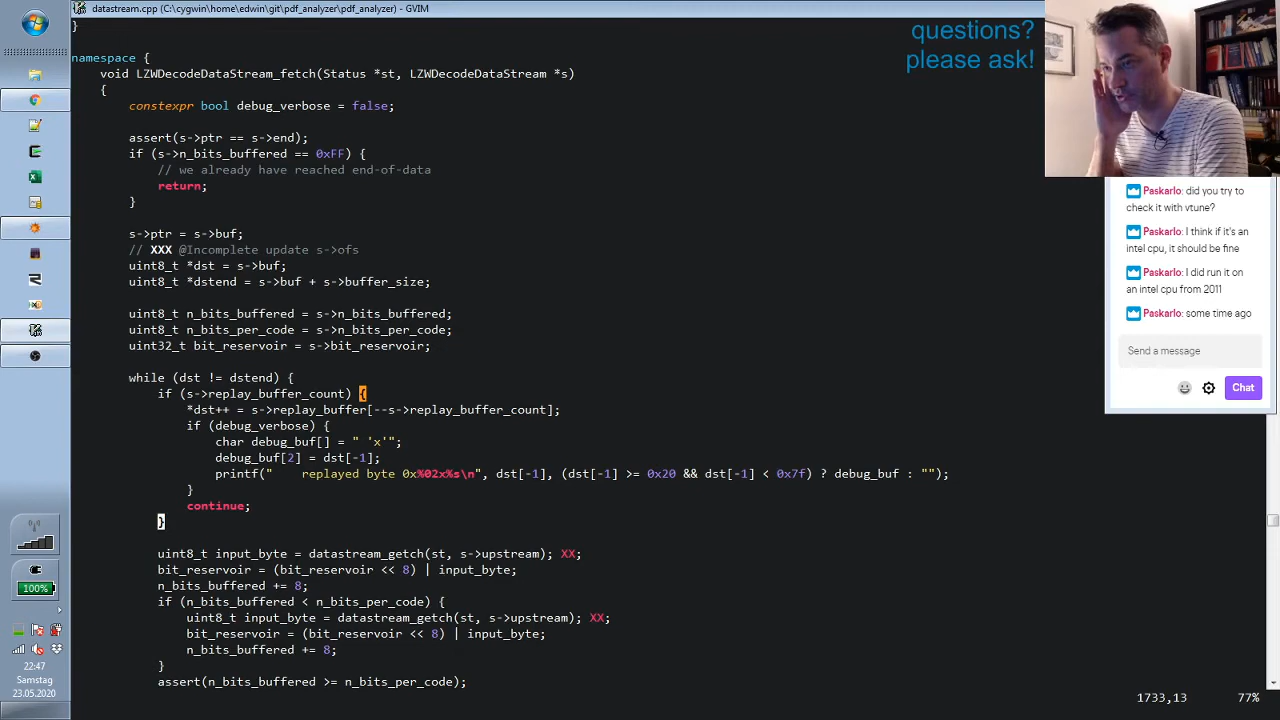 datastream.cpp (C:\cygwin\home\edwin\git\pdf_analyzer\pdf_analyzer) - GVIM
}
namespace {
void LZWDecodeDataStream_fetch(Status *st, LZWDecodeDataStream *s)
{
constexpr bool debug_verbose = false;
assert(s->ptr == s->end);
if (s->n_bits_buffered == 0xFF) {
// we already have reached end-of-data
return;
}
s->ptr = s->buf;
// XXX @Incomplete update s->ofs
uint8_t *dst = s->buf;
uint8_t *dstend = s->buf + s->buffer_size;
uint8_t n_bits_buffered = s->n_bits_buffered;
uint8_t n_bits_per_code = s->n_bits_per_code;
uint32_t bit_reservoir = s->bit_reservoir;
while (dst != dstend) {
if (s->replay_buffer_count) {
*dst++ = s->replay_buffer[--s->replay_buffer_count];
if (debug_verbose) {
char debug_buf[] = " 'x'";
debug_buf[2] = dst[-1];
printf("    replayed byte 0x%02x%s\n", dst[-1], (dst[-1] >= 0x20 && dst[-1] < 0x7f) ? debug_buf : "");
}
continue;
}
uint8_t input_byte = datastream_getch(st, s->upstream); XX;
bit_reservoir = (bit_reservoir << 8) | input_byte;
n_bits_buffered += 8;
if (n_bits_buffered < n_bits_per_code) {
uint8_t input_byte = datastream_getch(st, s->upstream); XX;
bit_reservoir = (bit_reservoir << 8) | input_byte;
n_bits_buffered += 8;
}
assert(n_bits_buffered >= n_bits_per_code);
1733,13 77%
questions?
please ask!
Paskarlo: did you try to
check it with vtune?
Paskarlo: I think if it's an
intel cpu, it should be fine
Paskarlo: I did run it on
an intel cpu from 2011
Paskarlo: some time ago
Send a message
Chat
100%
22:47
Samstag
23.05.2020